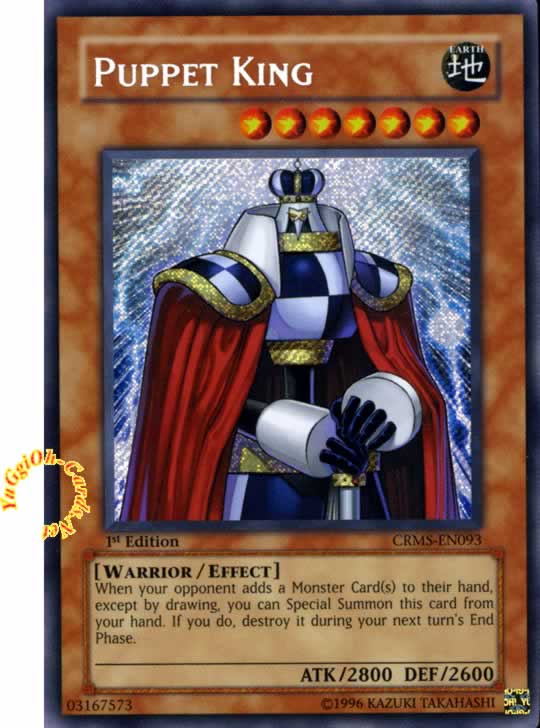 PUPPET KING
EARTH
地
YuGgiOh-Cards.Net
1st Edition
CRMS-EN093
[WARRIOR / EFFECT]
When your opponent adds a Monster Card(s) to their hand,
except by drawing, you can Special Summon this card from
your hand. If you do, destroy it during your next turn's End
Phase.
ATK/2800 DEF/2600
03167573
©1996 KAZUKI TAKAHASHI